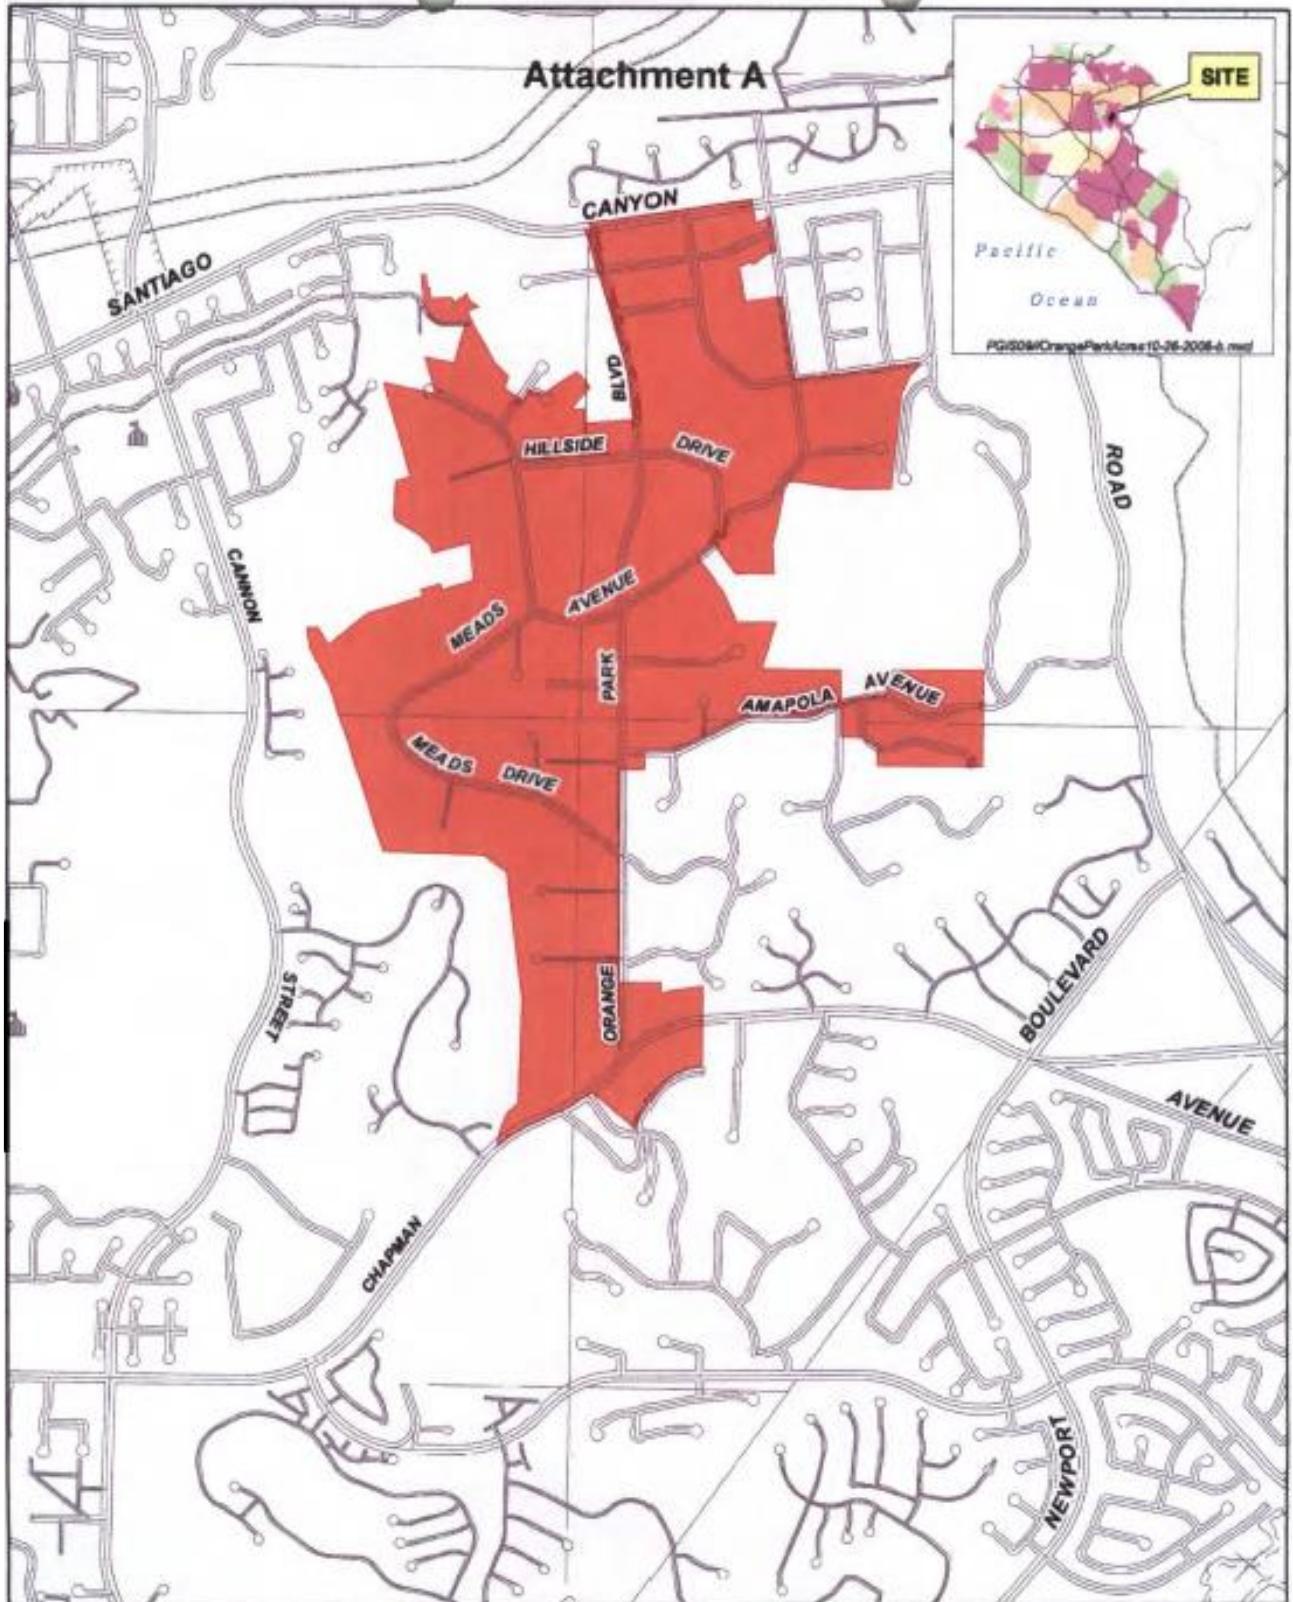 Attachment A
SITE
Pacific
Ocean
CANYON
SANTIAGO
BLVD
HILLSIDE
DRIVE
ROAD
CANNON
MEADS
AVENUE
PARK
AMAPOLA
AVENUE
MEADS
DRIVE
STREET
ORANGE
BOULEVARD
AVENUE
CHAPMAN
NEWPORT